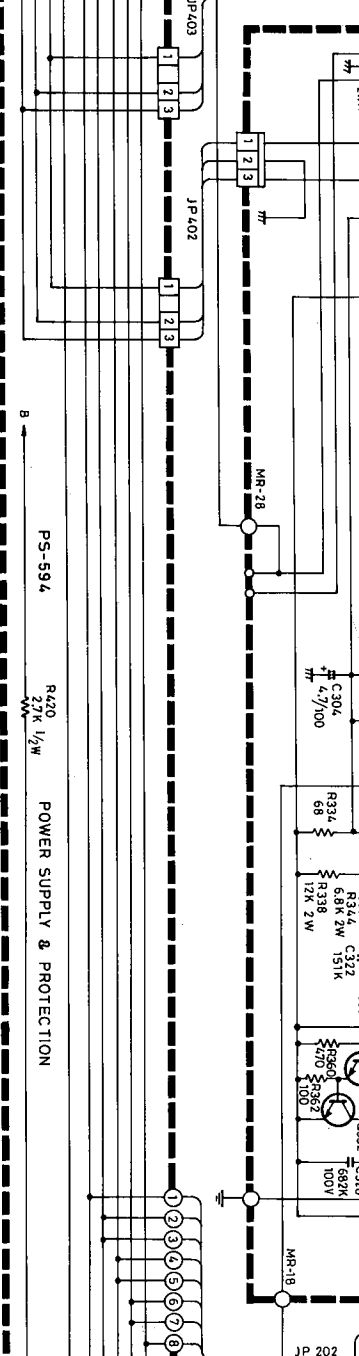 JP403
1
2
3
1
2
3
JP402
1
2
3
B
MR-28
PS-594
C304
4.7/100
R420
2.7K 1/2W
R334
68
R344
6.8K 2W
R338
12K 2W
C322
151K
POWER SUPPLY & PROTECTION
R360
470
R362
100
682K
100V
1
2
3
4
5
6
7
8
MR-18
JP 202